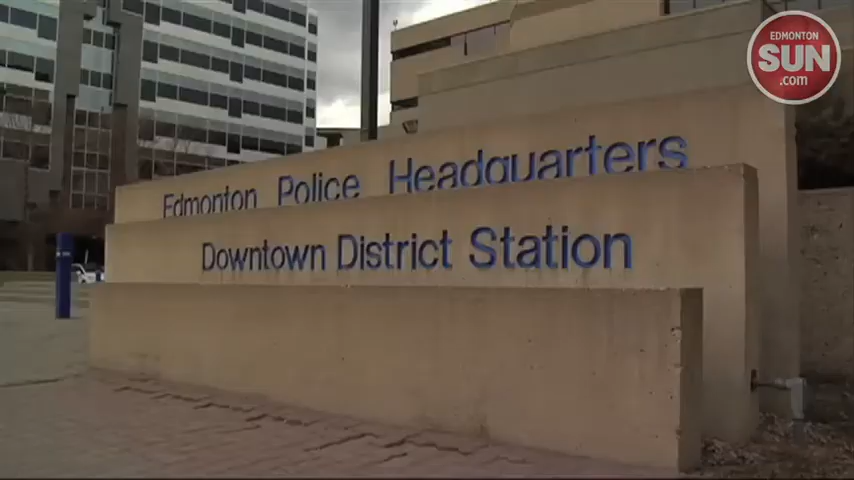 EDMONTON
SUN
.com
Edmonton Police Headquarters
Downtown District Station